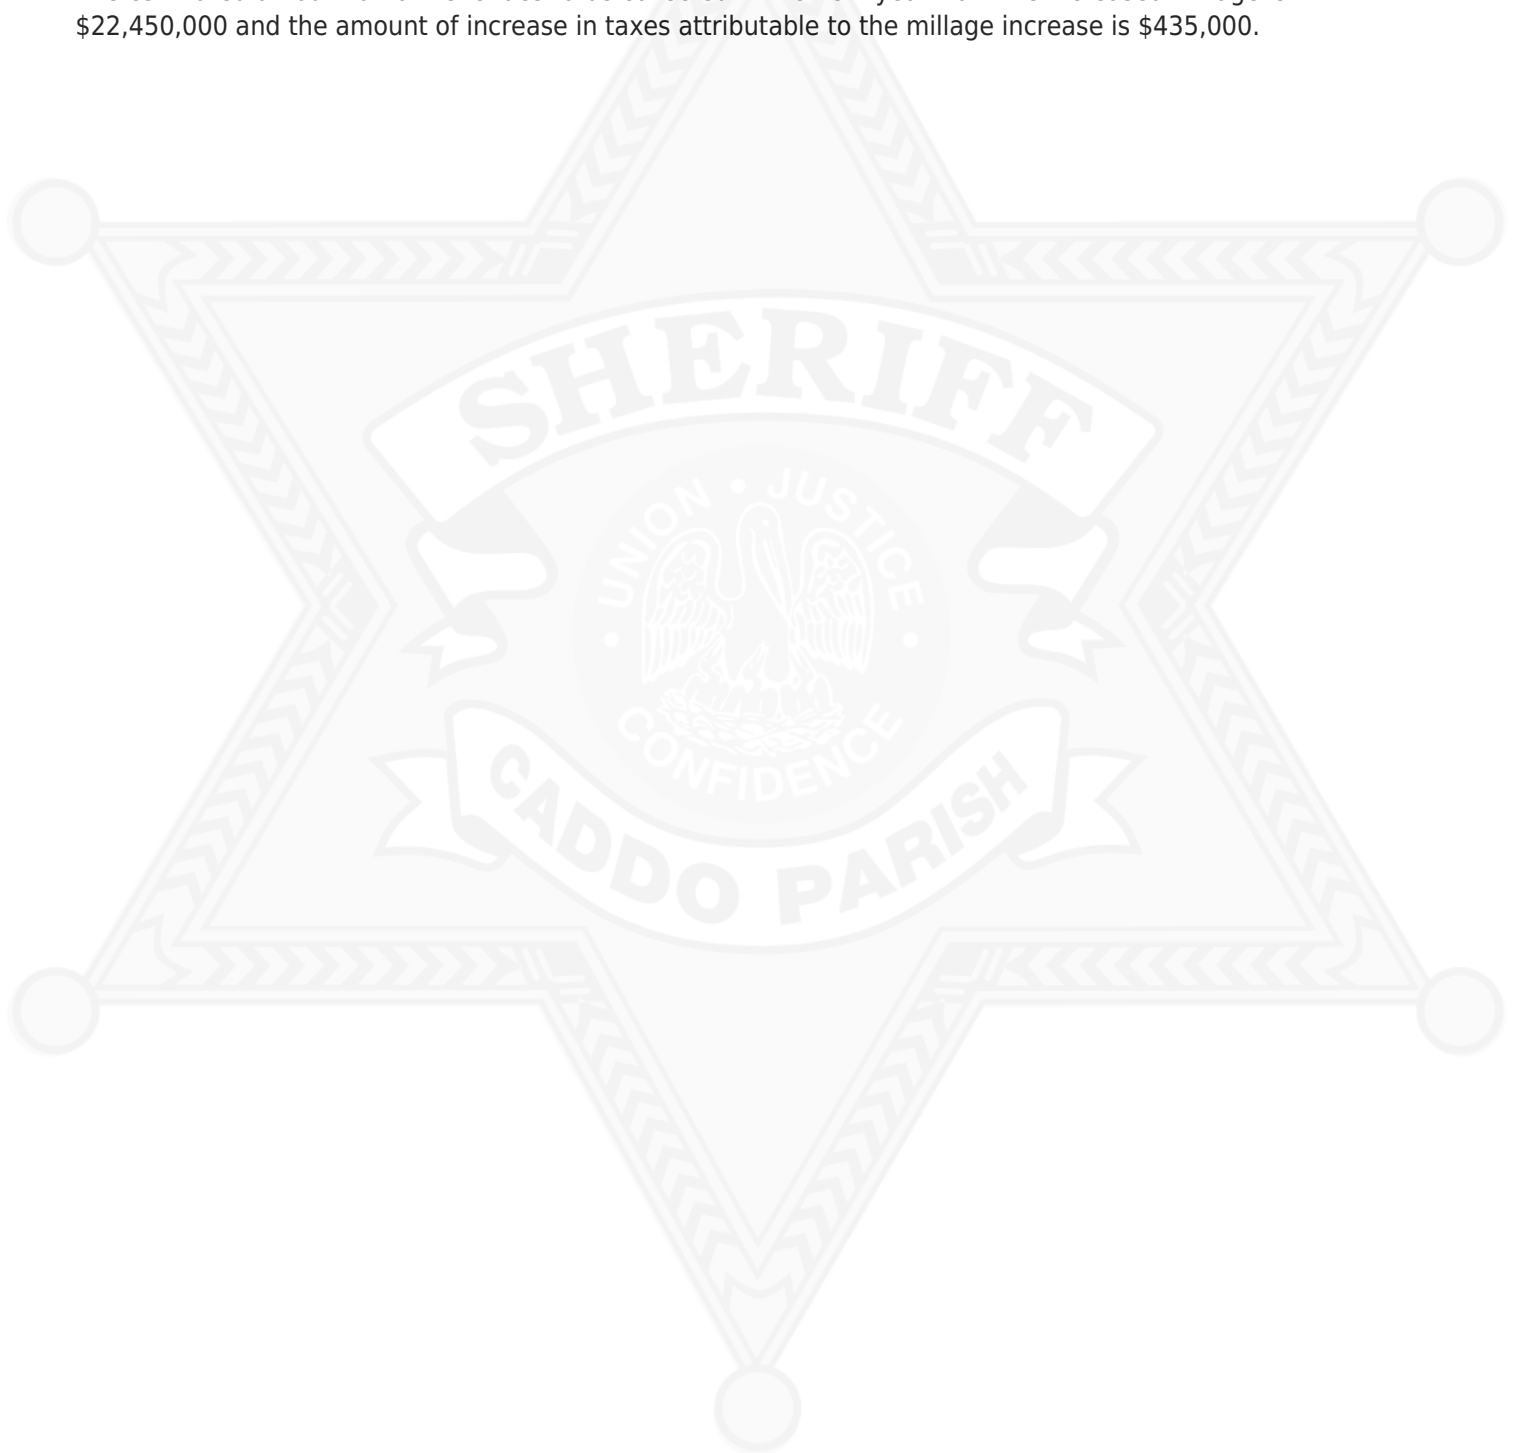 $22,450,000 and the amount of increase in taxes attributable to the millage increase is $435,000.
SHERIFF
UNION • JUSTICE
CONFIDENCE
CADDO PARISH